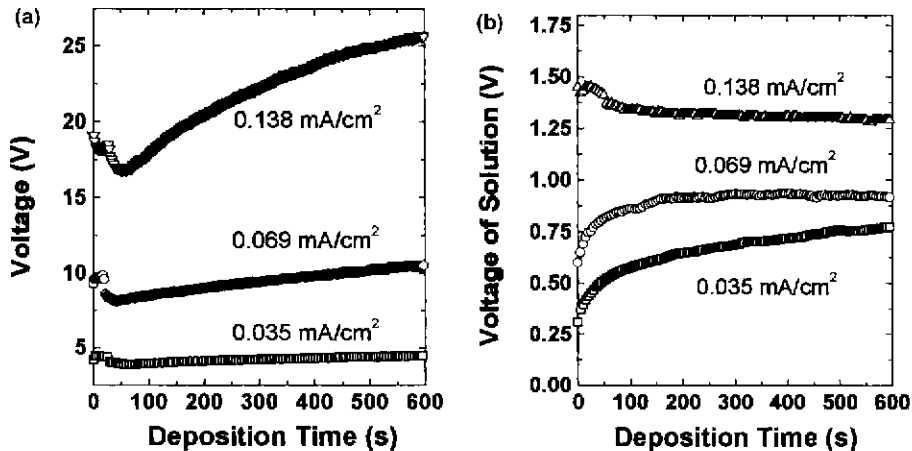 (a)
Voltage (V)
25
20
15
10
5
0.138 mA/cm²
0.069 mA/cm²
0.035 mA/cm²
0 100 200 300 400 500 600
Deposition Time (s)
(b)
Voltage of Solution (V)
1.75
1.50
1.25
1.00
0.75
0.50
0.25
0.00
0.138 mA/cm²
0.069 mA/cm²
0.035 mA/cm²
0 100 200 300 400 500 600
Deposition Time (s)